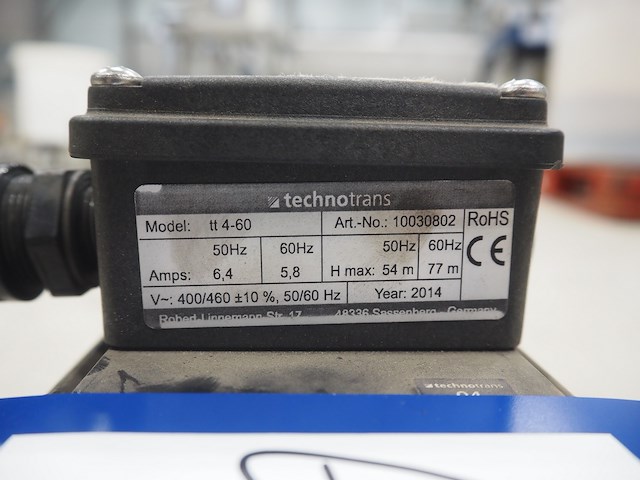 technotrans
Model: tt 4-60 Art.-No.: 10030802 RoHS
50Hz 60Hz 50Hz 60Hz CE
Amps: 6,4 5,8 H max: 54 m 77 m
V~: 400/460 ±10 %, 50/60 Hz Year: 2014
Robert-Linnemann-Str. 17 48336 Sassenberg - Germany
technotrans